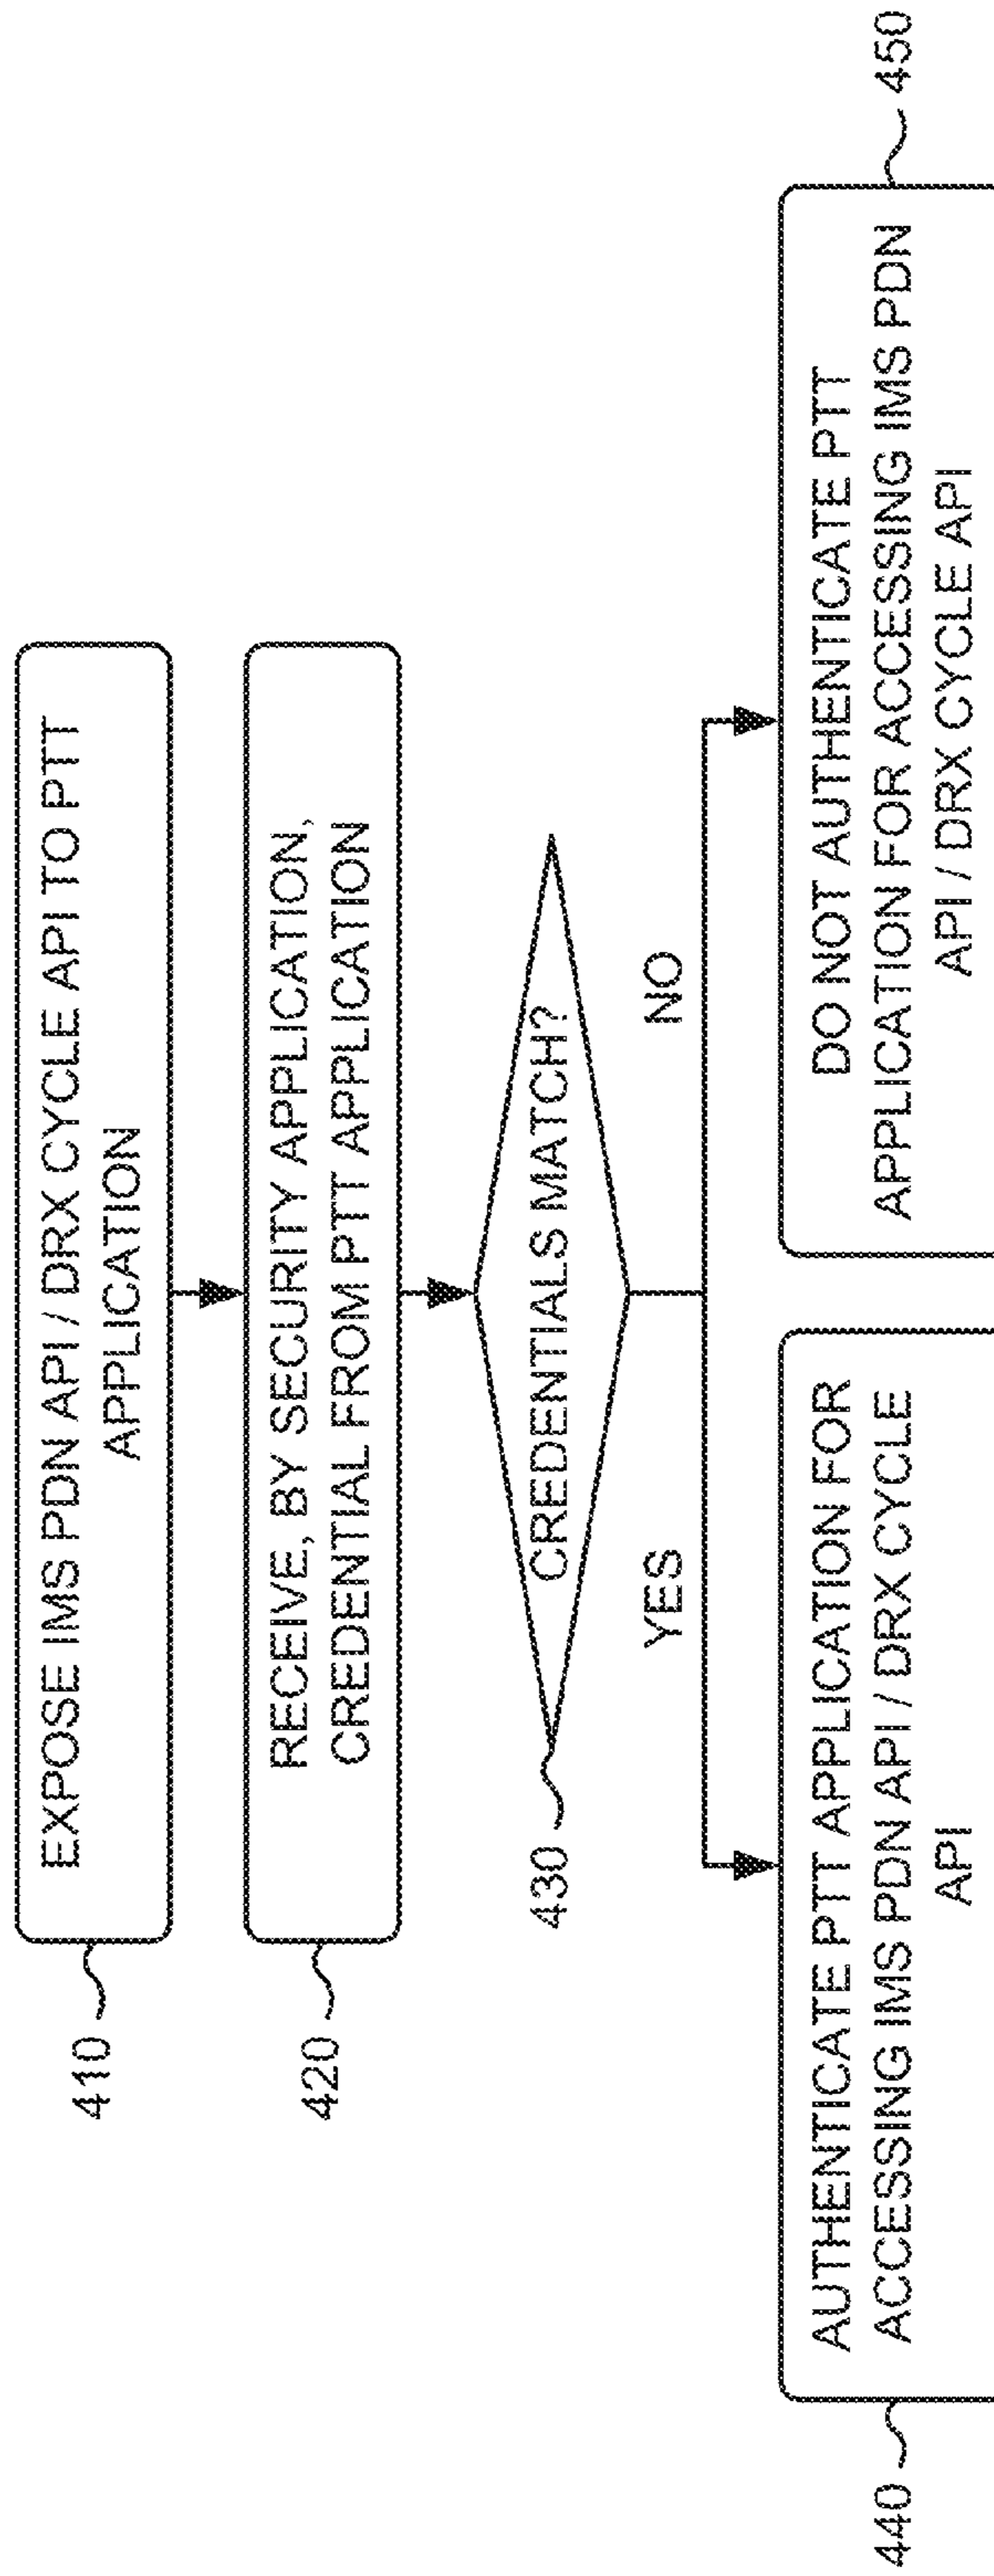 410
EXPOSE IMS PDN API / DRX CYCLE API TO PTT
APPLICATION
420
RECEIVE, BY SECURITY APPLICATION,
CREDENTIAL FROM PTT APPLICATION
430
CREDENTIALS MATCH?
YES
NO
440
AUTHENTICATE PTT APPLICATION FOR
ACCESSING IMS PDN API / DRX CYCLE
API
DO NOT AUTHENTICATE PTT
APPLICATION FOR ACCESSING IMS PDN
API / DRX CYCLE API
450